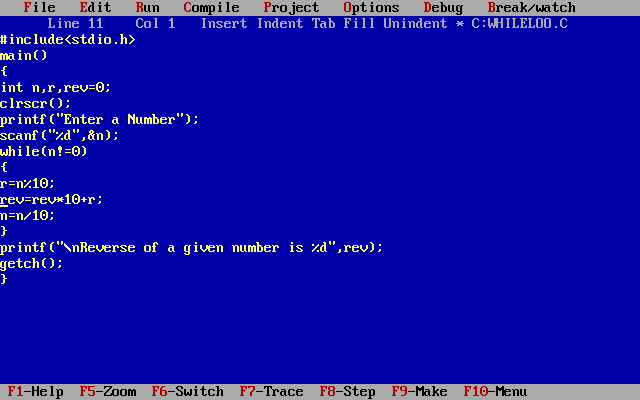 File Edit Run Compile Project Options Debug Break/watch
Line 11 Col 1 Insert Indent Tab Fill Unindent * C:WHILELOO.C
#include<stdio.h>
main()
{
int n,r,rev=0;
clrscr();
printf("Enter a Number");
scanf("%d",&n);
while(n!=0)
{
r=n%10;
rev=rev*10+r;
n=n/10;
}
printf("\nReverse of a given number is %d",rev);
getch();
}
F1-Help F5-Zoom F6-Switch F7-Trace F8-Step F9-Make F10-Menu